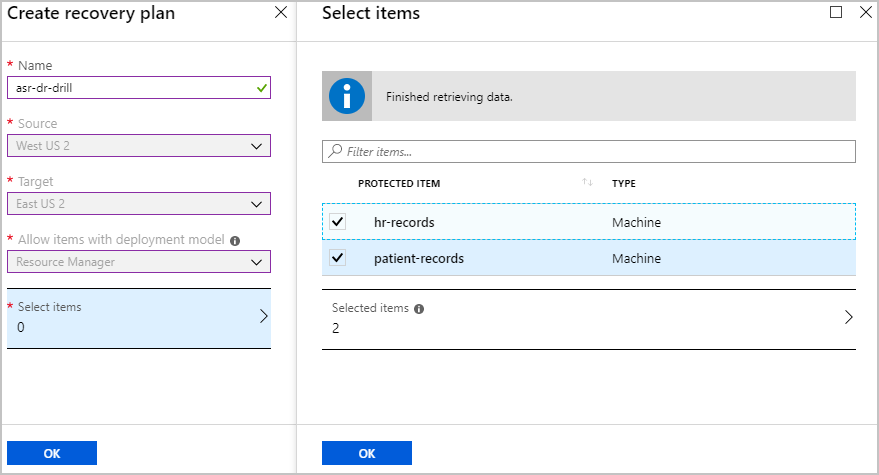 Create recovery plan
* Name
asr-dr-drill
* Source
West US 2
* Target
East US 2
* Allow items with deployment model
Resource Manager
* Select items
0
OK
Select items
Finished retrieving data.
Filter items...
PROTECTED ITEM TYPE
hr-records Machine
patient-records Machine
Selected items
2
OK